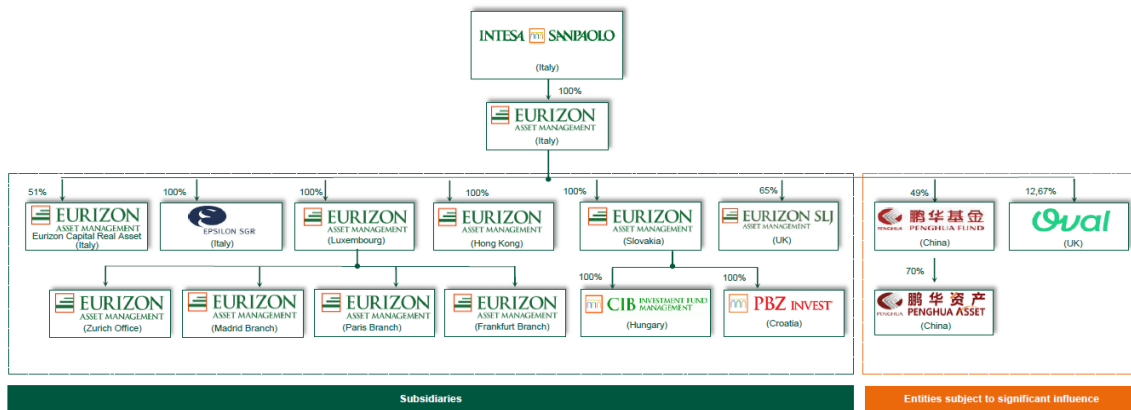 INTESA SANPAOLO
(Italy)
100%
EURIZON
ASSET MANAGEMENT
(Italy)
51%
100%
100%
100%
100%
65%
49%
12,67%
EURIZON
ASSET MANAGEMENT
Eurizon Capital Real Asset
(Italy)
EPSILON SGR
(Italy)
EURIZON
ASSET MANAGEMENT
(Luxembourg)
EURIZON
ASSET MANAGEMENT
(Hong Kong)
EURIZON
ASSET MANAGEMENT
(Slovakia)
EURIZON SLJ
ASSET MANAGEMENT
(UK)
PENGHUA
鹏华基金
PENGHUA FUND
(China)
Oval
(UK)
100%
100%
70%
EURIZON
ASSET MANAGEMENT
(Zurich Office)
EURIZON
ASSET MANAGEMENT
(Madrid Branch)
EURIZON
ASSET MANAGEMENT
(Paris Branch)
EURIZON
ASSET MANAGEMENT
(Frankfurt Branch)
CIB INVESTMENT FUND
MANAGEMENT
(Hungary)
PBZ INVEST
(Croatia)
PENGHUA
鹏华资产
PENGHUA ASSET
(China)
Subsidiaries
Entities subject to significant influence